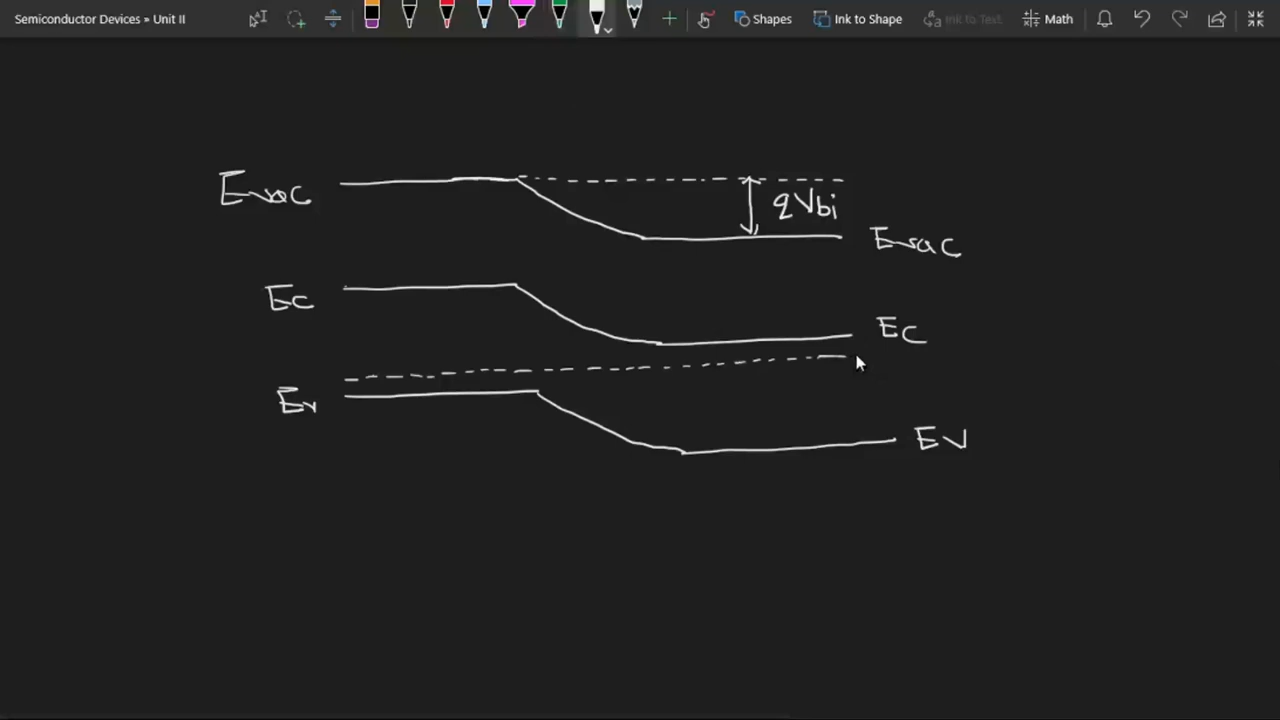 Semiconductor Devices » Unit II
Shapes
Ink to Shape
Ink to Text
Math
Evac
qVbi
Evac
Ec
Ec
Ev
Ev